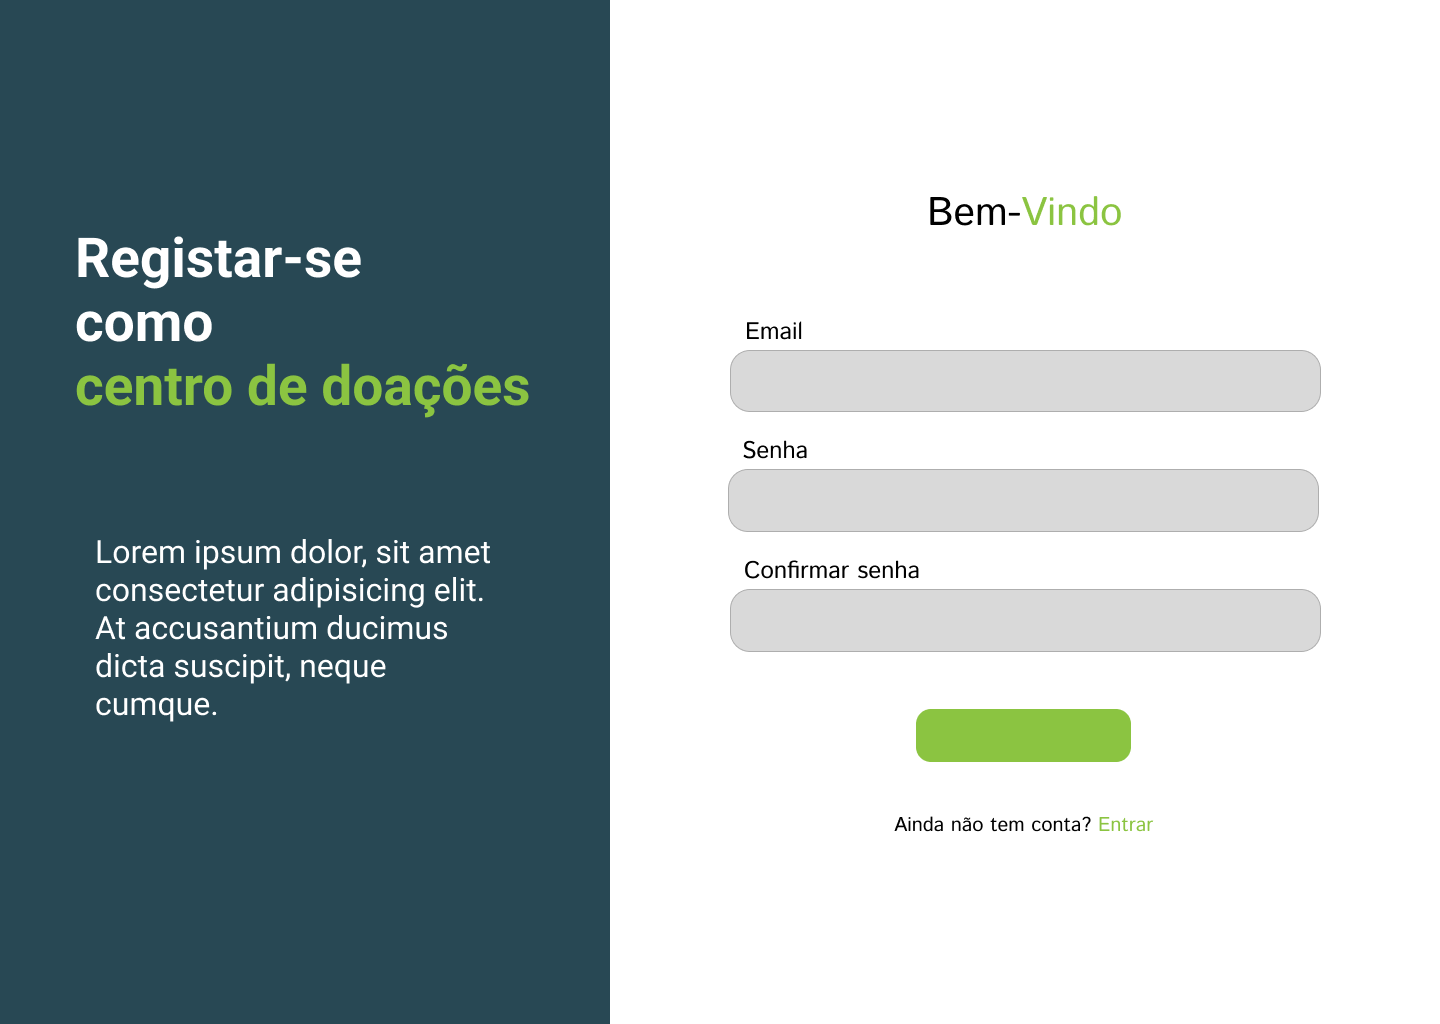 Registar-se
como
centro de doações
Lorem ipsum dolor, sit amet
consectetur adipisicing elit.
At accusantium ducimus
dicta suscipit, neque
cumque.
Bem-Vindo
Email
Senha
Confirmar senha
Ainda não tem conta? Entrar